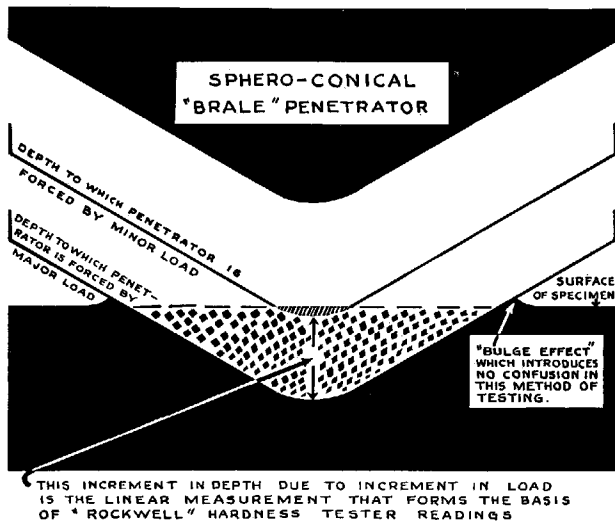 SPHERO-CONICAL
"BRALE" PENETRATOR
DEPTH TO WHICH PENETRATOR IS
FORCED BY MINOR LOAD
DEPTH TO WHICH PENET-
RATOR IS FORCED BY
MAJOR LOAD
SURFACE
OF SPECIMEN
"BULGE EFFECT"
WHICH INTRODUCES
NO CONFUSION IN
THIS METHOD OF
TESTING.
THIS INCREMENT IN DEPTH DUE TO INCREMENT IN LOAD
IS THE LINEAR MEASUREMENT THAT FORMS THE BASIS
OF "ROCKWELL" HARDNESS TESTER READINGS